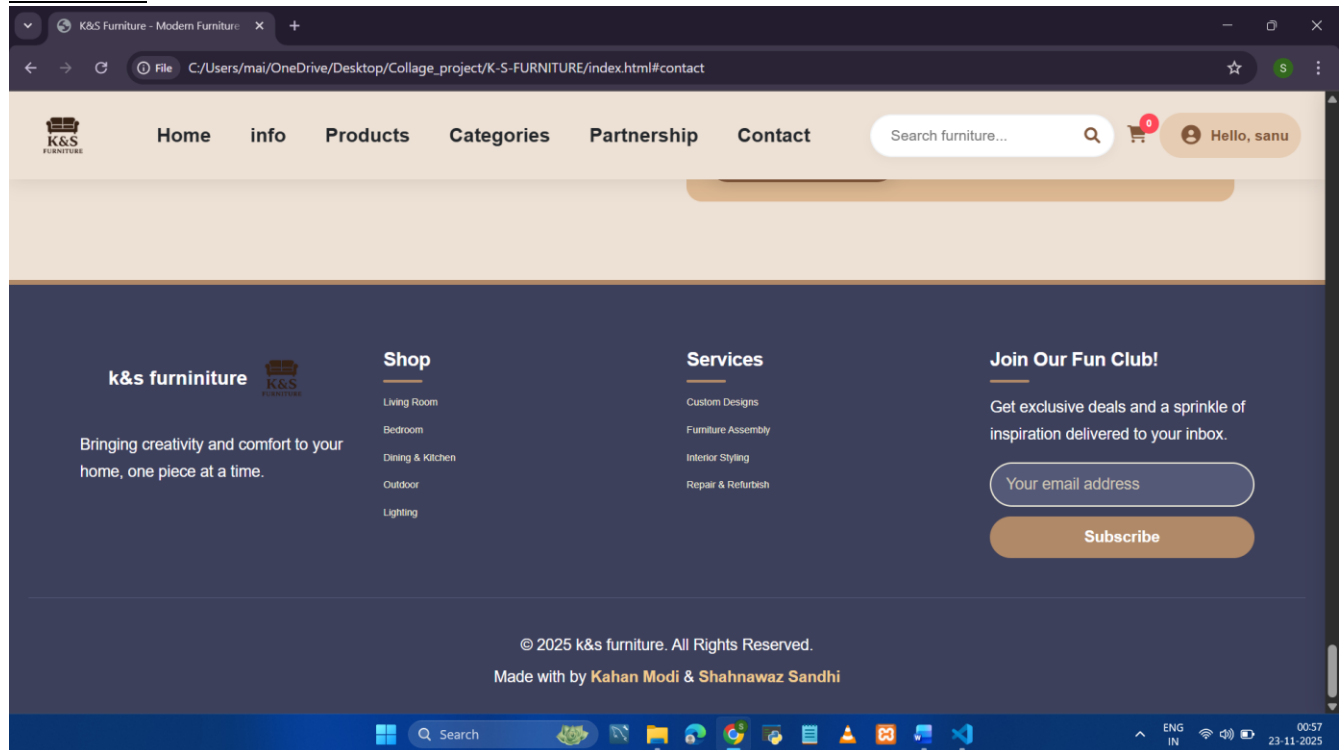 K&S Furniture - Modern Furniture
File C:/Users/mai/OneDrive/Desktop/Collage_project/K-S-FURNITURE/index.html#contact
S
K&S
FURNITURE
Home info Products Categories Partnership Contact
Search furniture...
0
Hello, sanu
k&s furniniture
K&S
FURNITURE
Bringing creativity and comfort to your
home, one piece at a time.
Shop
Living Room
Bedroom
Dining & Kitchen
Outdoor
Lighting
Services
Custom Designs
Furniture Assembly
Interior Styling
Repair & Refurbish
Join Our Fun Club!
Get exclusive deals and a sprinkle of
inspiration delivered to your inbox.
Your email address
Subscribe
© 2025 k&s furniture. All Rights Reserved.
Made with by Kahan Modi & Shahnawaz Sandhi
Search
ENG
IN
00:57
23-11-2025